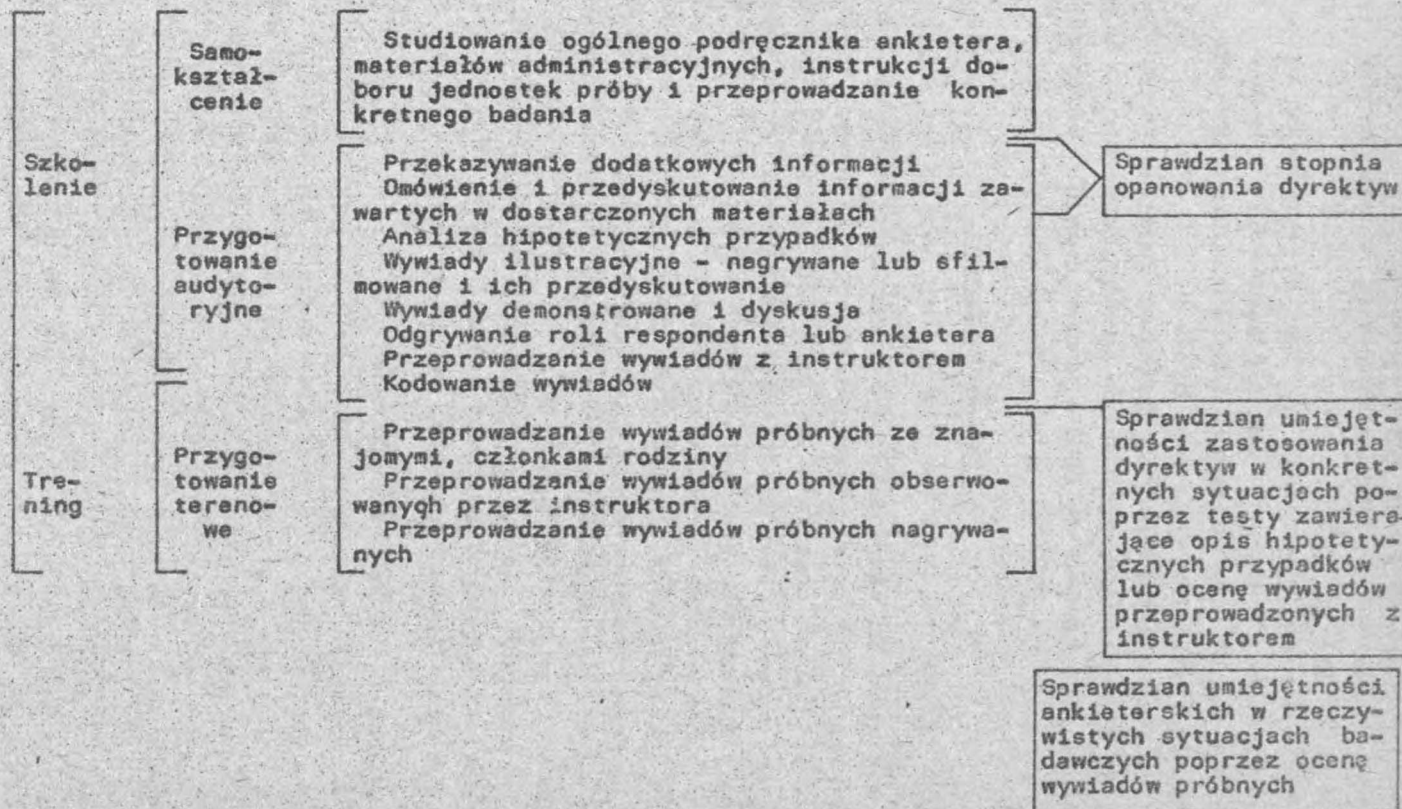 Szko-
lenie
Tre-
ning
Samo-
kształ-
cenie
Przygo-
towanie
audyto-
ryjne
Przygo-
towanie
tereno-
we
Studiowanie ogólnego podręcznika ankietera,
materiałów administracyjnych, instrukcji do-
boru jednostek próby i przeprowadzanie kon-
kretnego badania
Przekazywanie dodatkowych informacji
Omówienie i przedyskutowanie informacji za-
wartych w dostarczonych materiałach
Analiza hipotetycznych przypadków
Wywiady ilustracyjne - nagrywane lub sfil-
mowane i ich przedyskutowanie
Wywiady demonstrowane i dyskusja
Odgrywanie roli respondenta lub ankietera
Przeprowadzanie wywiadów z instruktorem
Kodowanie wywiadów
Przeprowadzanie wywiadów próbnych ze zna-
jomymi, członkami rodziny
Przeprowadzanie wywiadów próbnych obserwo-
wanyqh przez instruktora
Przeprowadzanie wywiadów próbnych nagrywa-
nych
Sprawdzian stopnia
opanowania dyrektyw
Sprawdzian umiejęt-
ności zastosowania
dyrektyw w konkret-
nych sytuacjach po-
przez testy zawiera-
jące opis hipotety-
cznych przypadków
lub ocenę wywiadów
przeprowadzonych z
instruktorem
Sprawdzian umiejętności
ankieterskich w rzeczy-
wistych sytuacjach ba-
dawczych poprzez ocenę
wywiadów próbnych